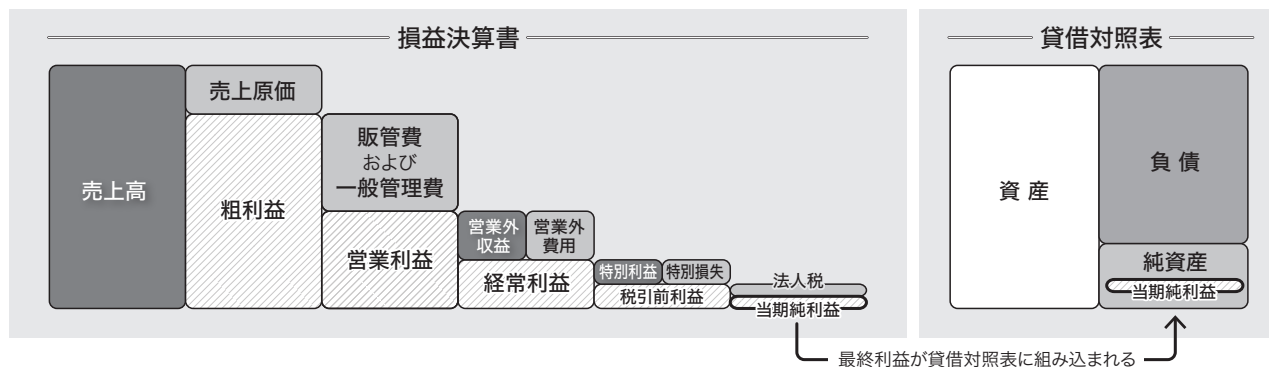 損益決算書
売上高
売上原価
粗利益
販管費
および
一般管理費
営業利益
営業外
収益
営業外
費用
経常利益
特別利益
特別損失
税引前利益
法人税
当期純利益
貸借対照表
資産
負債
純資産
当期純利益
最終利益が貸借対照表に組み込まれる